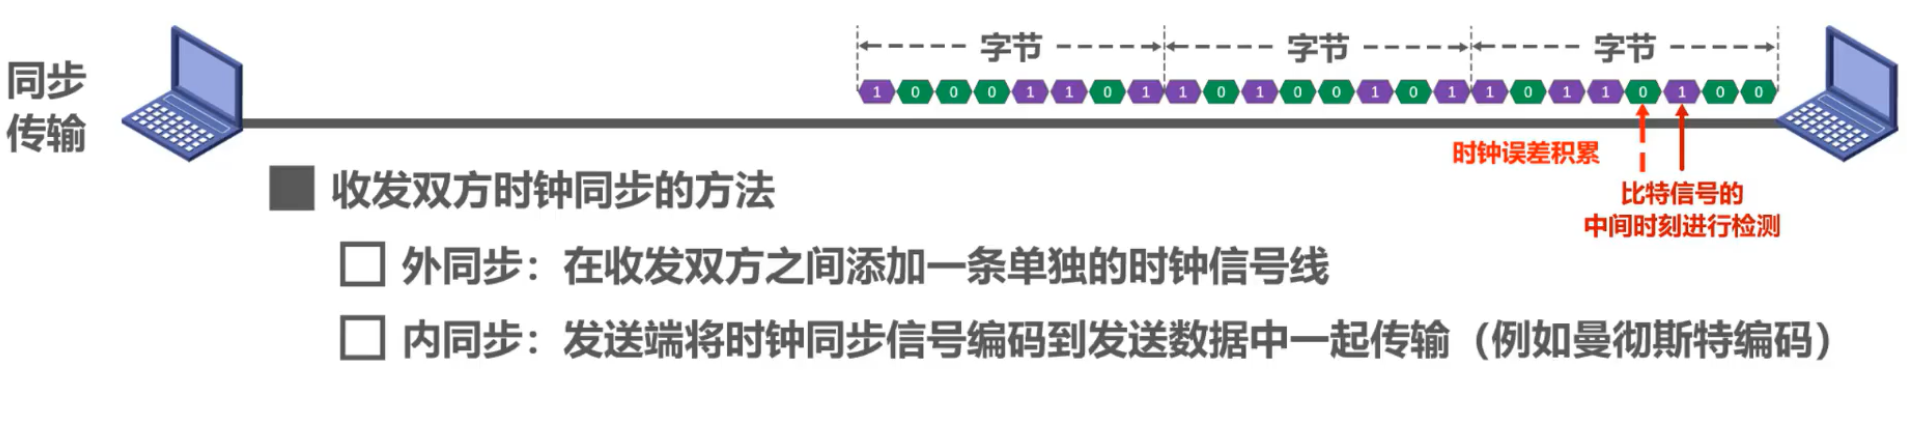 同步
传输
字节 字节 字节
1 0 0 0 1 1 0 1 1 0 1 0 0 1 0 1 1 0 1 1 0 1 0 0
时钟误差积累
比特信号的
中间时刻进行检测
收发双方时钟同步的方法
外同步：在收发双方之间添加一条单独的时钟信号线
内同步：发送端将时钟同步信号编码到发送数据中一起传输（例如曼彻斯特编码）